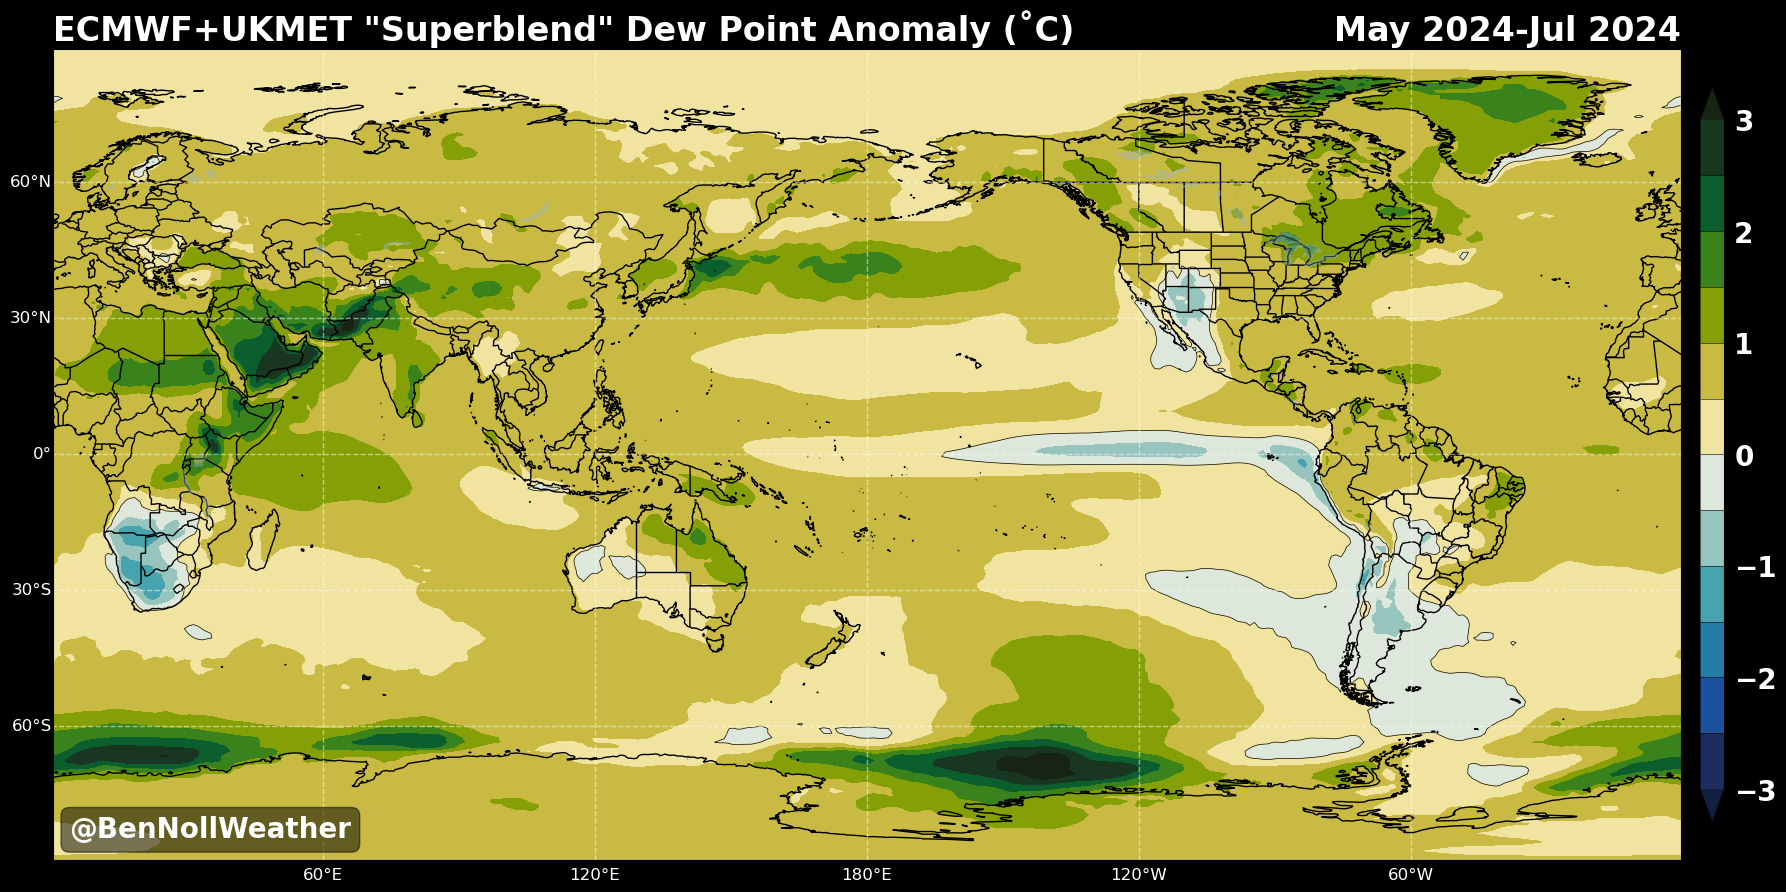 ECMWF+UKMET "Superblend" Dew Point Anomaly (˚C) May 2024-Jul 2024
3
60°N
2
30°N
1
0°
0
−1
30°S
−2
60°S
−3
@BenNollWeather
60°E 120°E 180°E 120°W 60°W